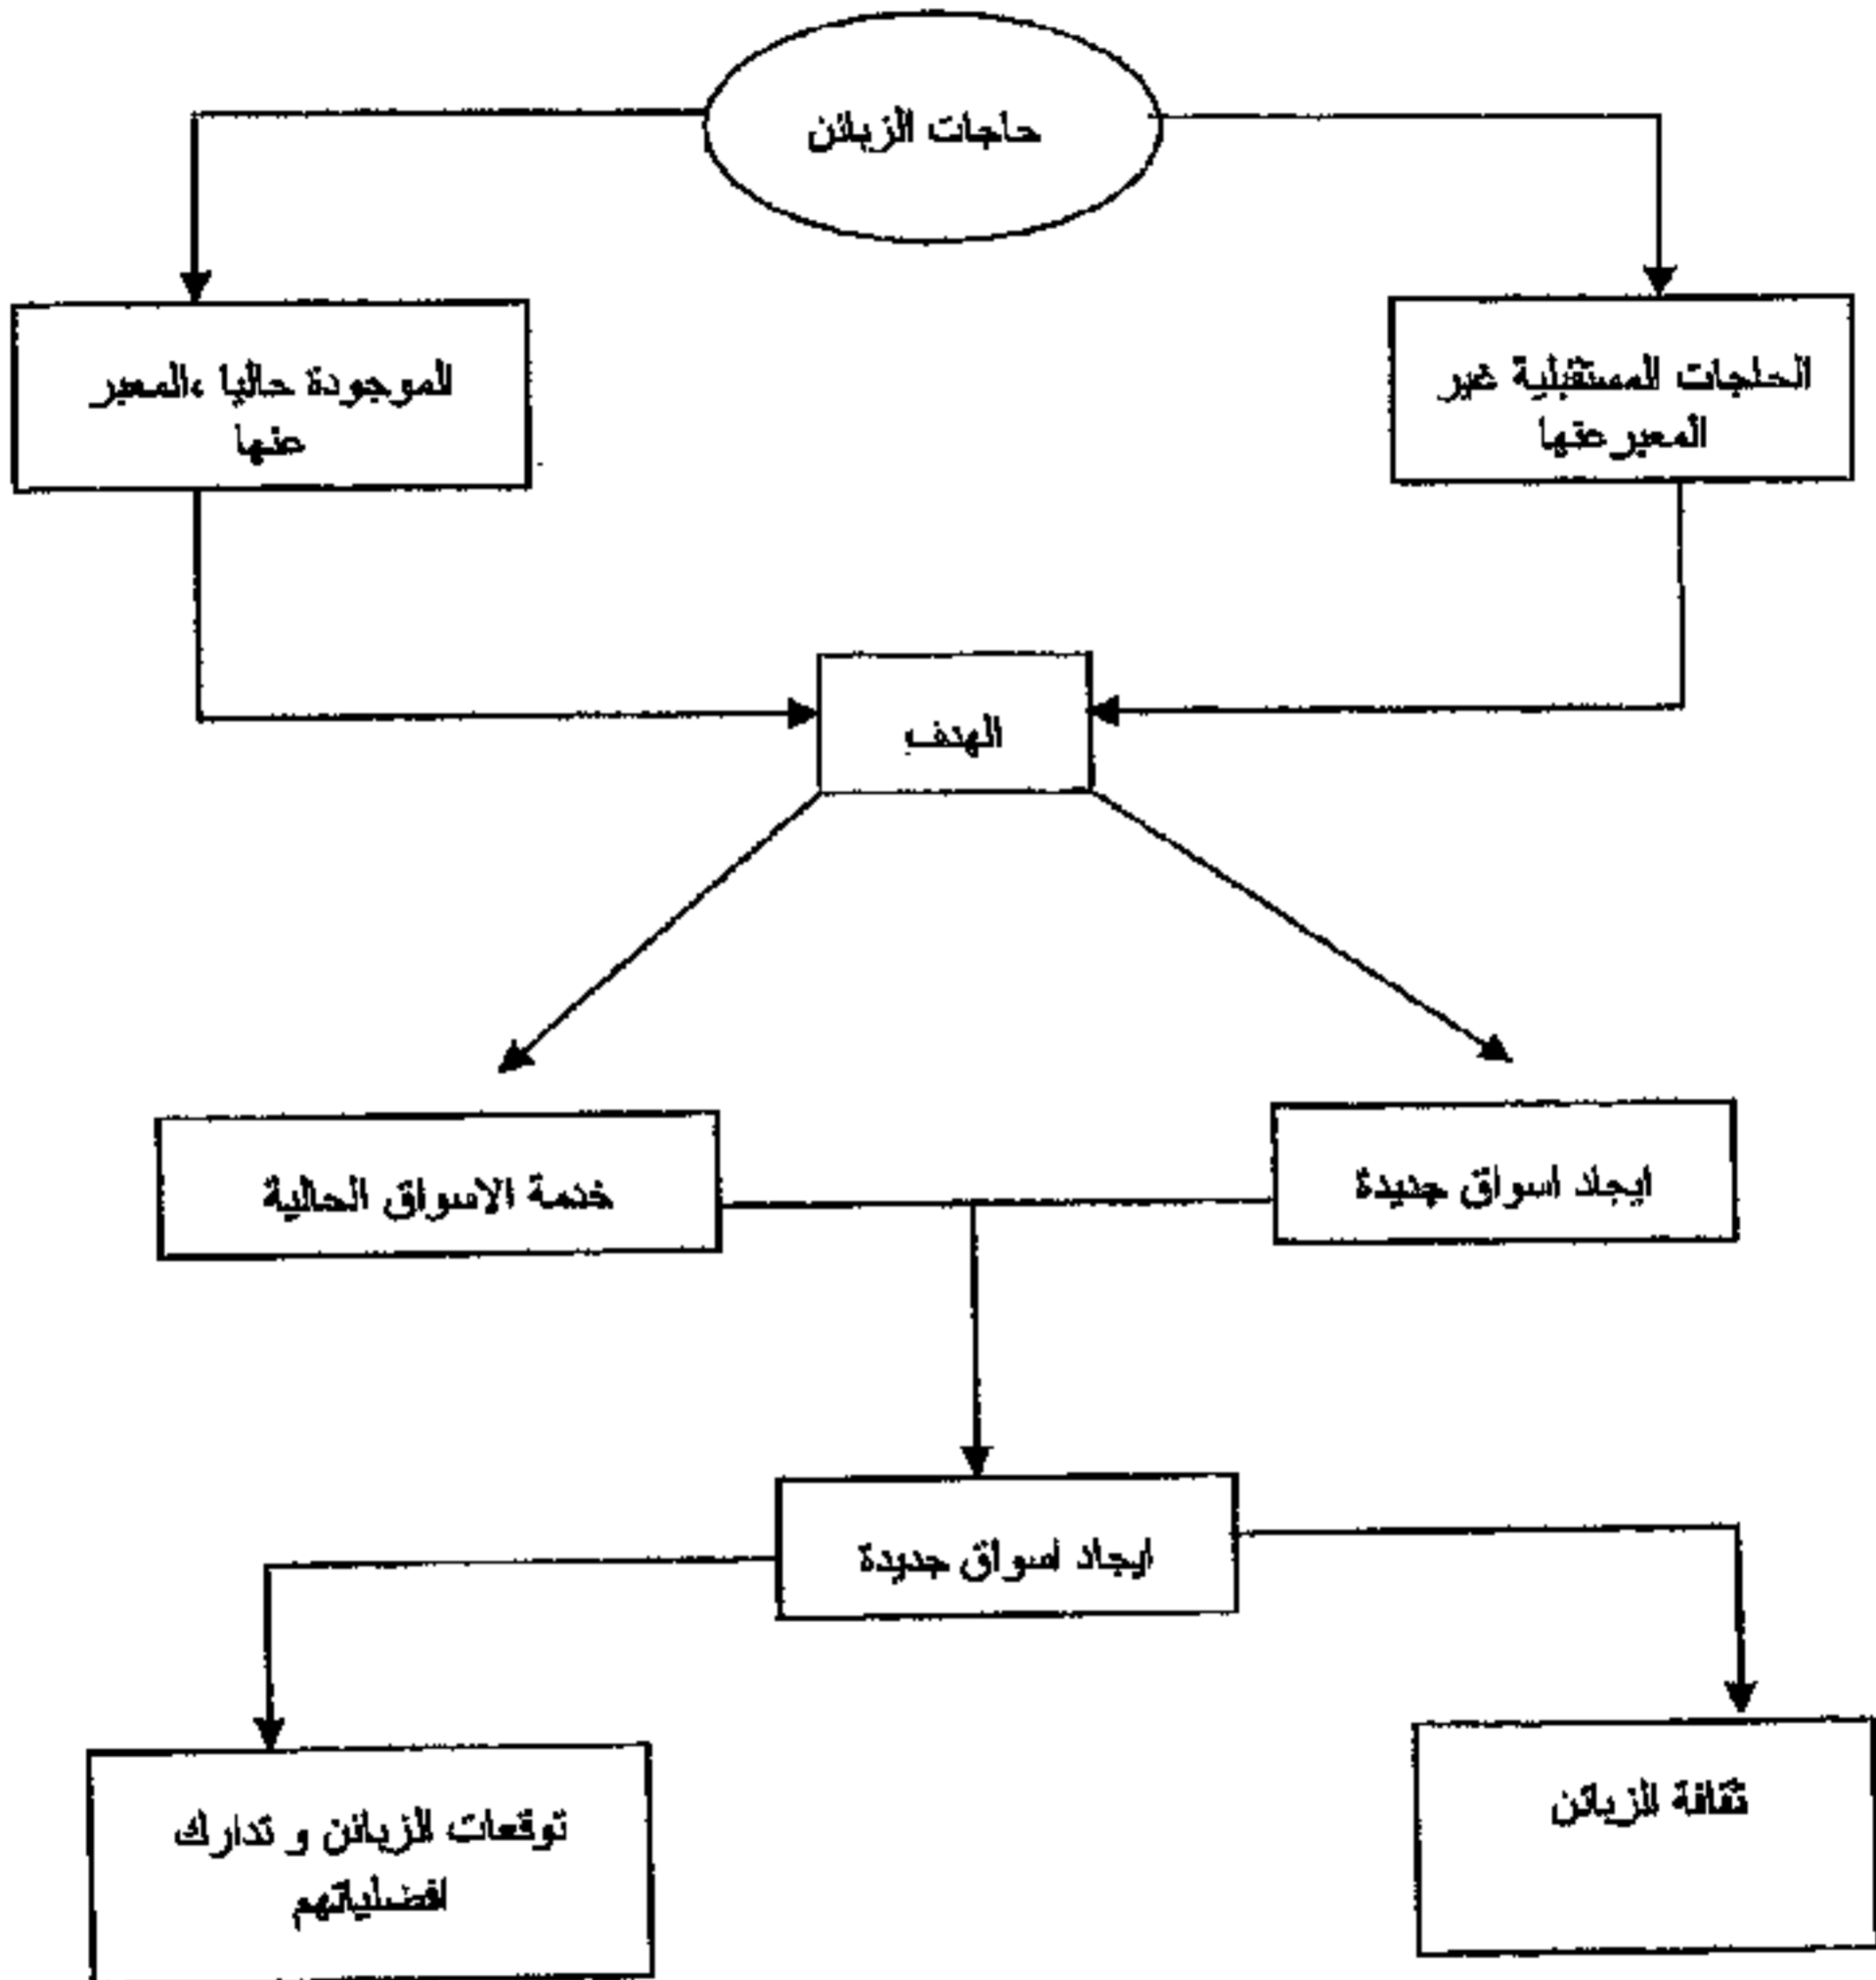 حاجات الزبائن
الحاجات المستقبلية غير
المعبر عنها
الموجودة حاليا ،المعبر
عنها
الهدف
ايجاد اسواق جديدة
خدمة الاسواق الحالية
ايجاد اسواق جديدة
ثقافة الزبائن
توقعات الزبائن و تدارك
افضلياتهم